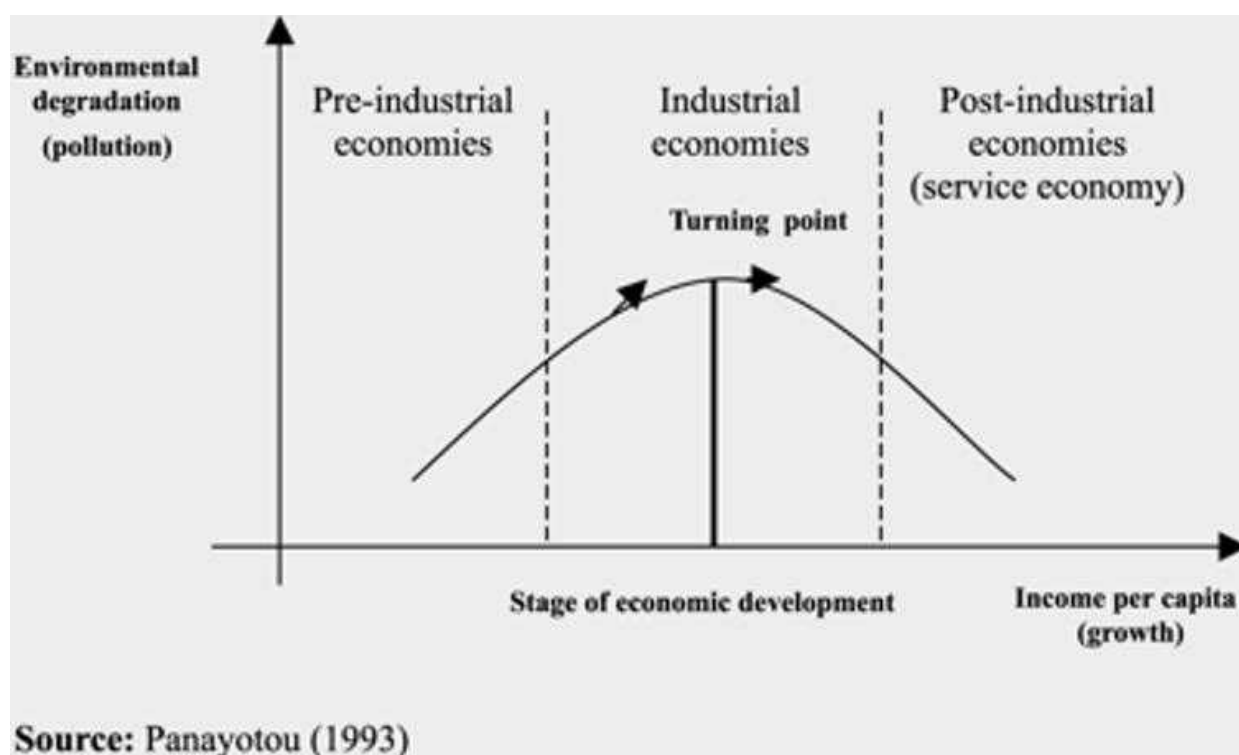 Environmental
degradation
(pollution)
Pre-industrial
economies
Industrial
economies
Post-industrial
economies
(service economy)
Turning point
Stage of economic development
Income per capita
(growth)
Source: Panayotou (1993)